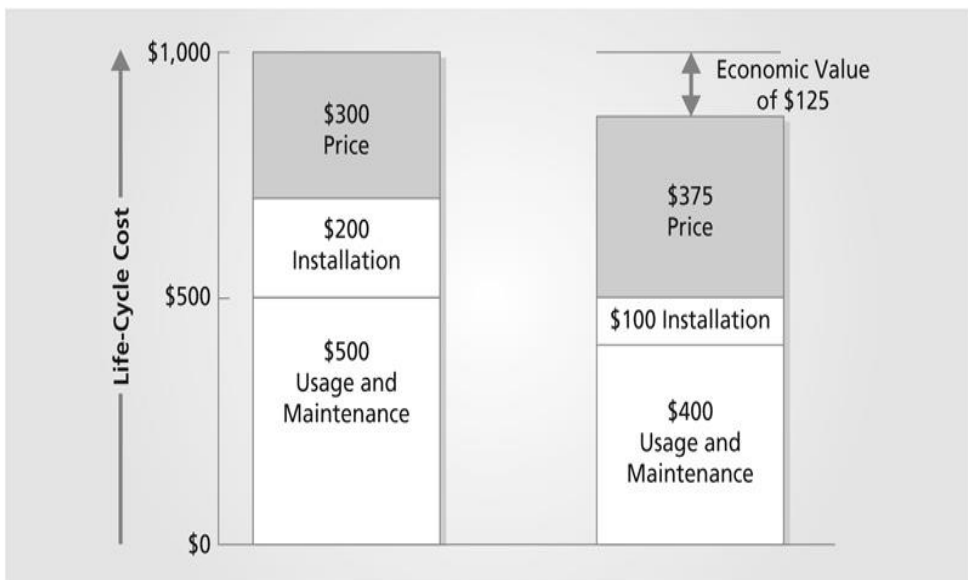 Life-Cycle Cost
$1,000
$500
$0
$300
Price
$200
Installation
$500
Usage and
Maintenance
Economic Value
of $125
$375
Price
$100 Installation
$400
Usage and
Maintenance